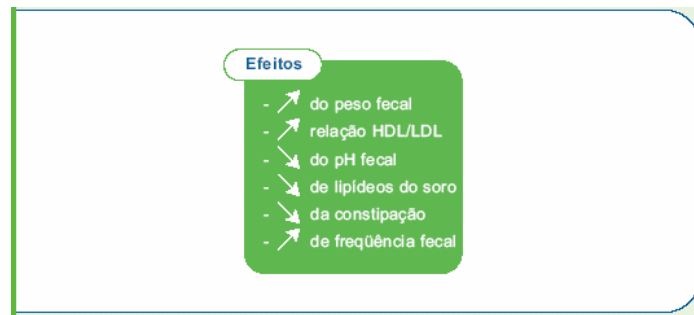 Efeitos
- ↗ do peso fecal
- ↗ relação HDL/LDL
- ↘ do pH fecal
- ↘ de lipídeos do soro
- ↘ da constipação
- ↗ de freqüência fecal